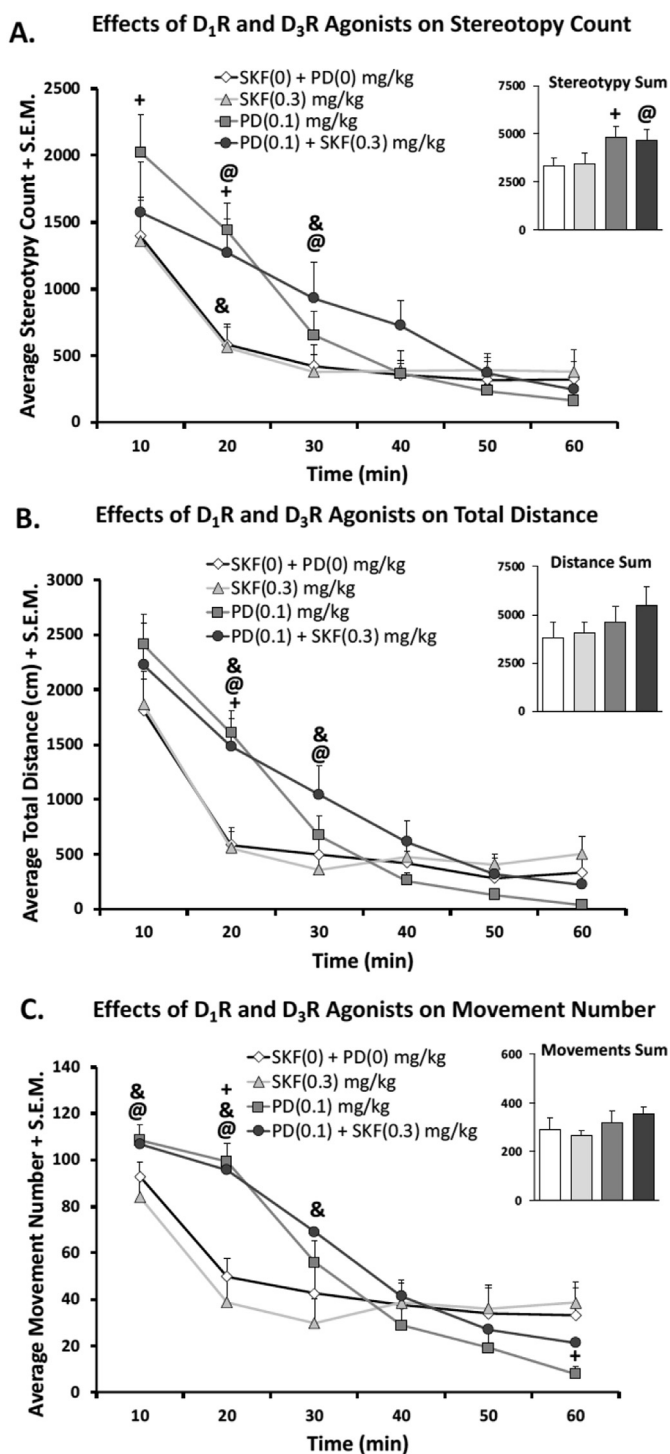 A.
Effects of D₁R and D₃R Agonists on Stereotopy Count
Average Stereotopy Count + S.E.M.
2500
2000
1500
1000
500
0
SKF(0) + PD(0) mg/kg
SKF(0.3) mg/kg
PD(0.1) mg/kg
PD(0.1) + SKF(0.3) mg/kg
+
@
+
&
&
@
Stereotypy Sum
7500
5000
2500
0
+
@
10 20 30 40 50 60
Time (min)
B.
Effects of D₁R and D₃R Agonists on Total Distance
Average Total Distance (cm) + S.E.M.
3000
2500
2000
1500
1000
500
0
SKF(0) + PD(0) mg/kg
SKF(0.3) mg/kg
PD(0.1) mg/kg
PD(0.1) + SKF(0.3) mg/kg
&
@
+
&
@
Distance Sum
7500
5000
2500
0
10 20 30 40 50 60
Time (min)
C.
Effects of D₁R and D₃R Agonists on Movement Number
Average Movement Number + S.E.M.
140
120
100
80
60
40
20
0
SKF(0) + PD(0) mg/kg
SKF(0.3) mg/kg
PD(0.1) mg/kg
PD(0.1) + SKF(0.3) mg/kg
&
@
+
&
@
&
+
Movements Sum
600
400
200
0
10 20 30 40 50 60
Time (min)